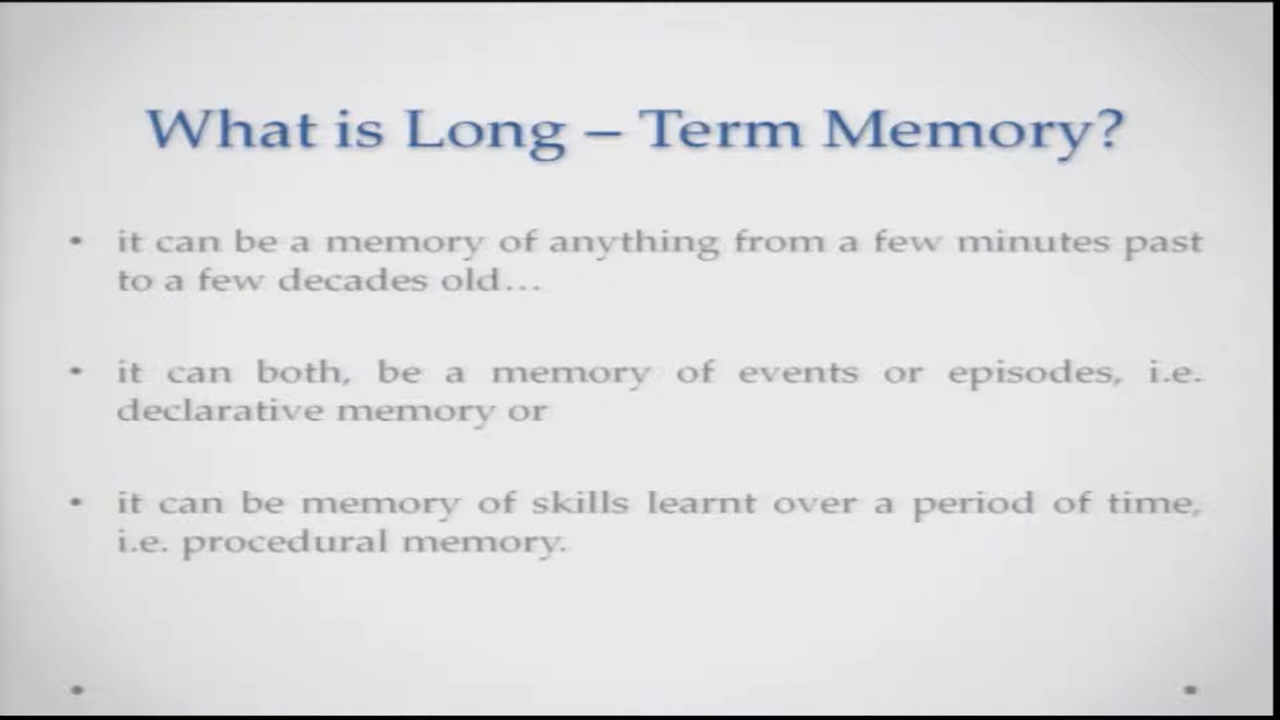 What is Long – Term Memory?
• it can be a memory of anything from a few minutes past
to a few decades old...
• it can both, be a memory of events or episodes, i.e.
declarative memory or
• it can be memory of skills learnt over a period of time,
i.e. procedural memory.